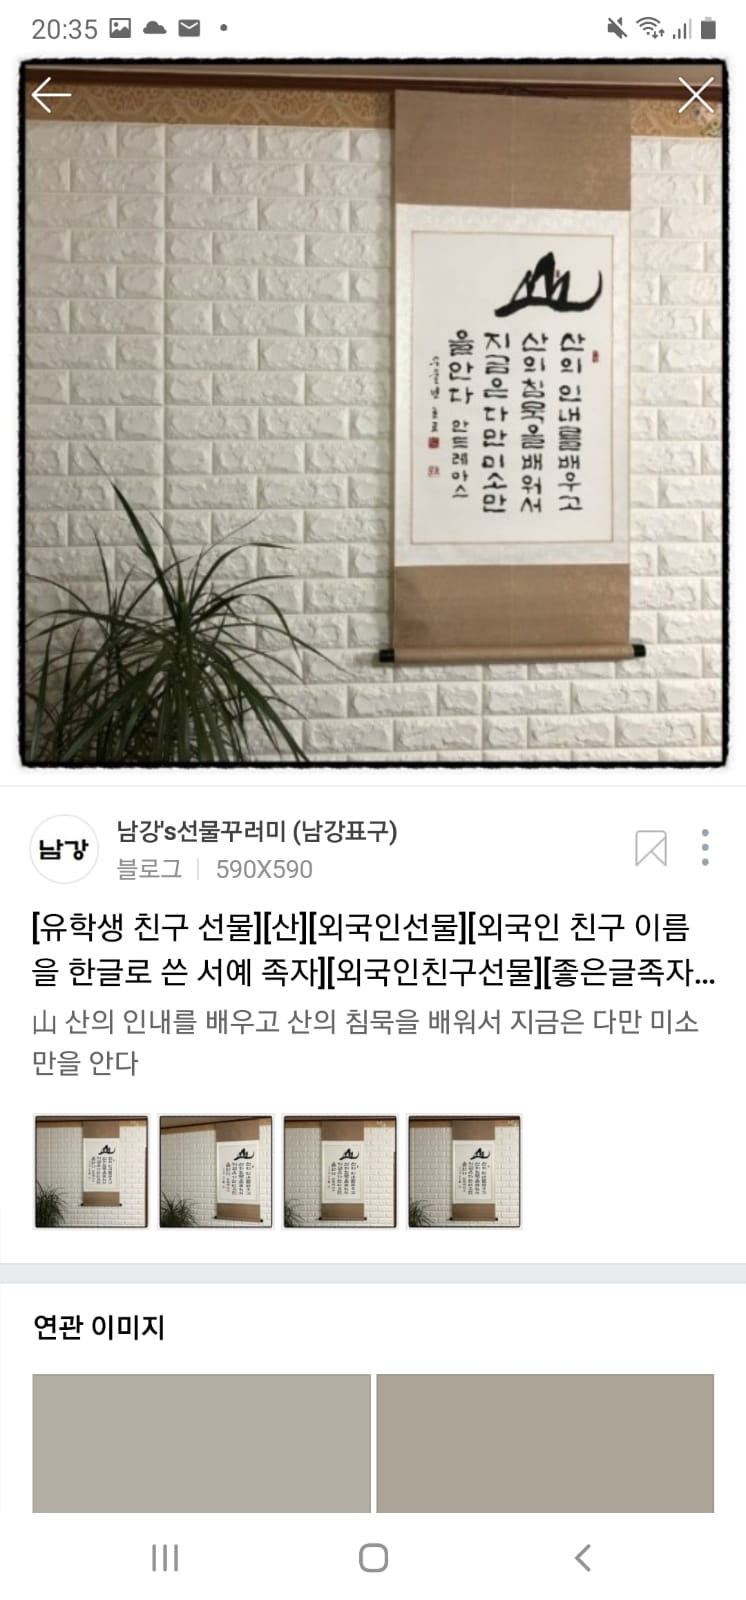 20:35
山
산의 인내를 배우고
산의 침묵을 배워서
지금은 다만 미소만
을 안다 안드레아스
남강
남강's선물꾸러미 (남강표구)
블로그 | 590X590
[유학생 친구 선물][산][외국인선물][외국인 친구 이름
을 한글로 쓴 서예 족자][외국인친구선물][좋은글족자...
山 산의 인내를 배우고 산의 침묵을 배워서 지금은 다만 미소
만을 안다
연관 이미지